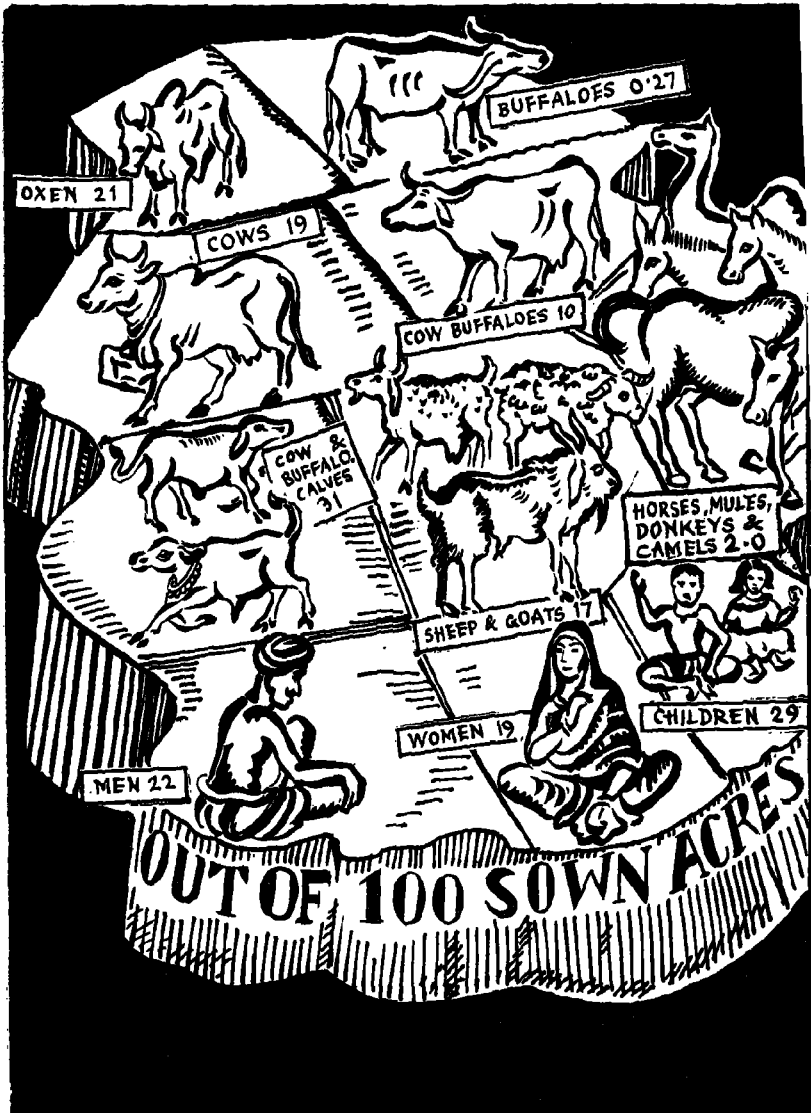 BUFFALOES 0·27
OXEN 21
COWS 19
COW BUFFALOES 10
COW &
BUFFALO
CALVES
31
HORSES, MULES,
DONKEYS &
CAMELS 2·0
SHEEP & GOATS 17
CHILDREN 29
WOMEN 19
MEN 22
OUT OF 100 SOWN ACRES